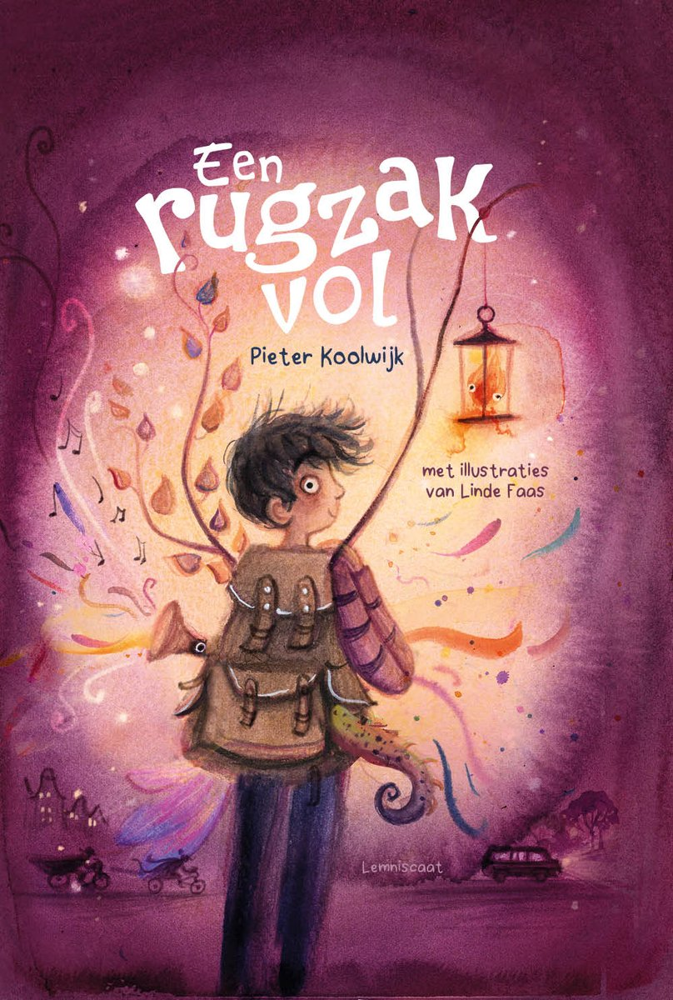 Een
rugzak
vol
Pieter Koolwijk
met illustraties
van Linde Faas
Lemniscaat